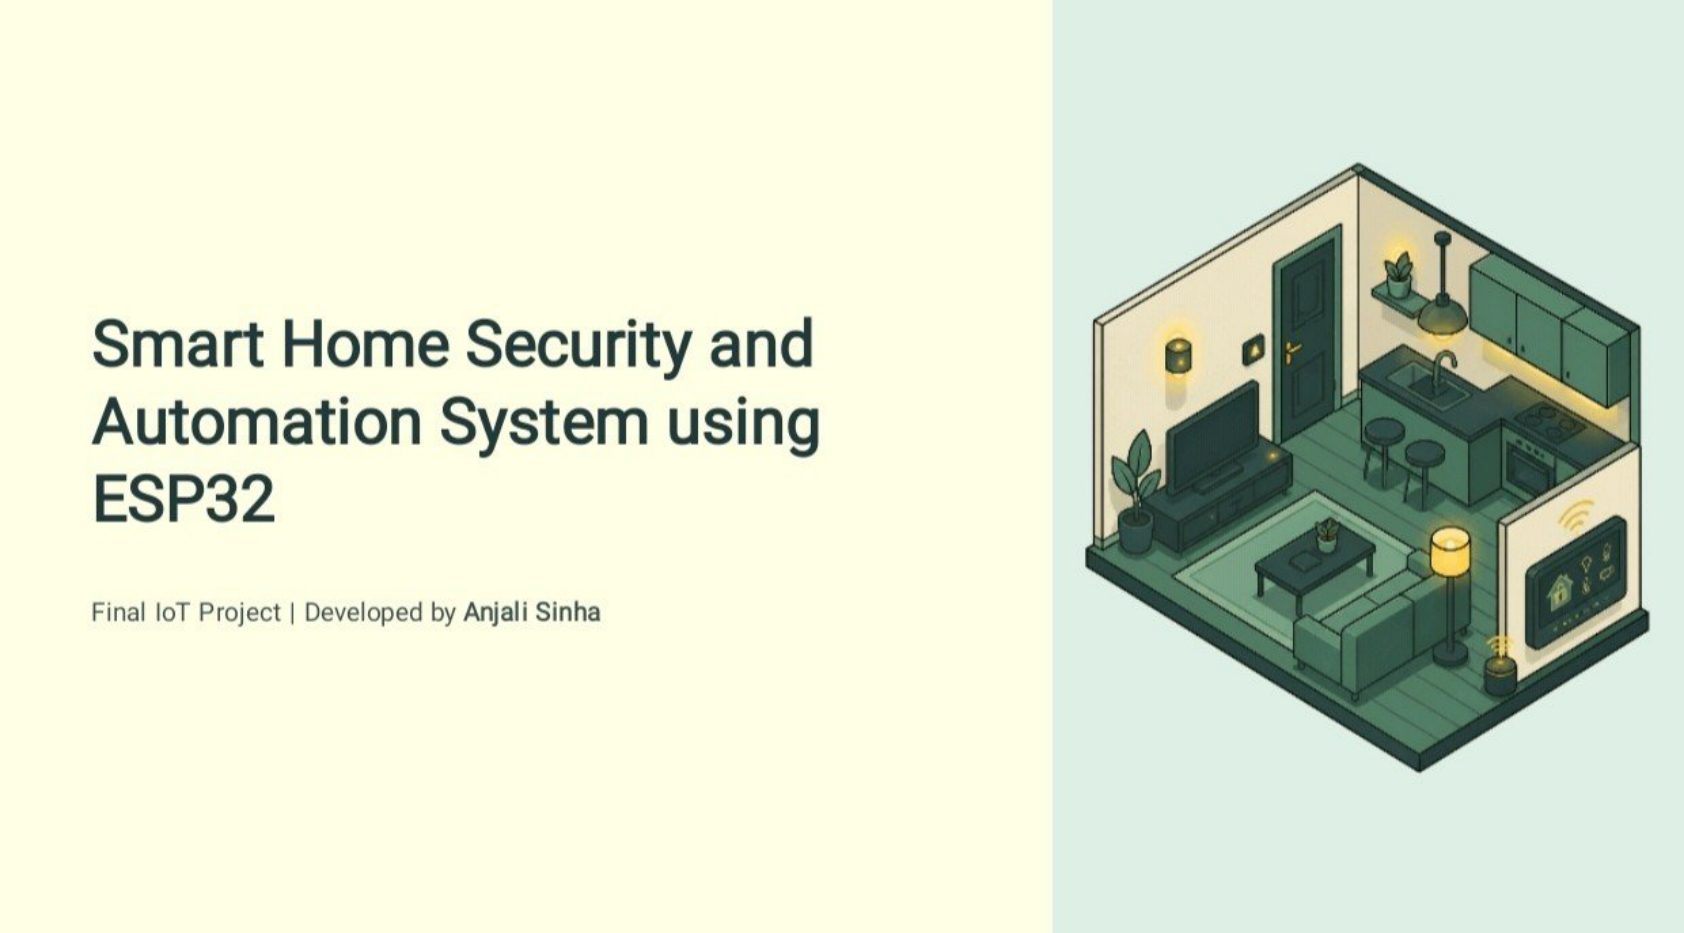 Smart Home Security and
Automation System using
ESP32
Final IoT Project | Developed by Anjali Sinha